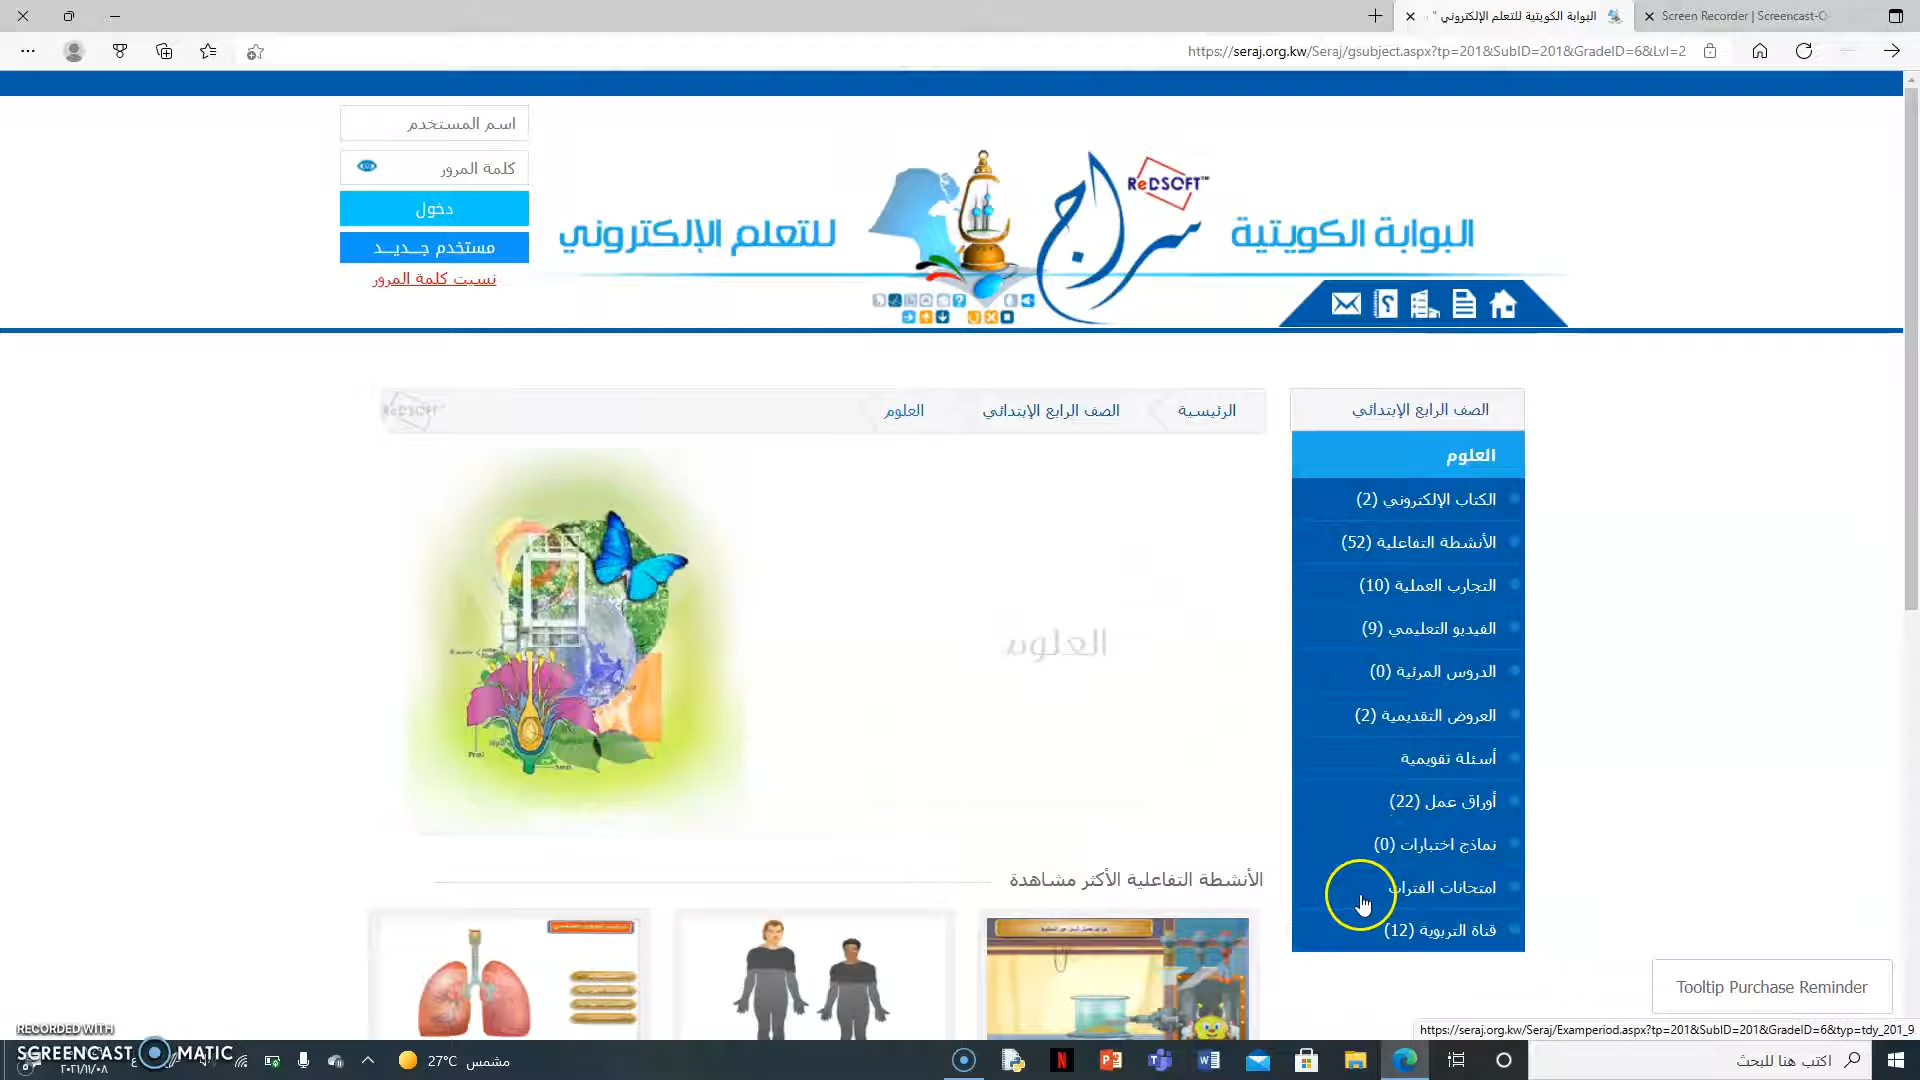 البوابة الكويتية للتعلم الإلكتروني "
Screen Recorder | Screencast-O
https://seraj.org.kw/Seraj/gsubject.aspx?tp=201&SubID=201&GradeID=6&Lvl=2
اسم المستخدم
كلمة المرور
دخول
مستخدم جـــديـــد
نسيت كلمة المرور
البوابة الكويتية
سراج
REDSOFT™
للتعلم الإلكتروني
الرئيسية
الصف الرابع الإبتدائي
العلوم
REDSOFT™
الصف الرابع الإبتدائي
العلوم
الكتاب الإلكتروني (2)
الأنشطة التفاعلية (52)
التجارب العملية (10)
الفيديو التعليمي (9)
الدروس المرئية (0)
العروض التقديمية (2)
أسئلة تقويمية
أوراق عمل (22)
نماذج اختبارات (0)
امتحانات الفترات
قناة التربوية (12)
العلوم
الأنشطة التفاعلية الأكثر مشاهدة
Tooltip Purchase Reminder
https://seraj.org.kw/Seraj/Examperiod.aspx?tp=201&SubID=201&GradeID=6&typ=tdy_201_9
RECORDED WITH
SCREENCAST MATIC
٢٠٢١/١١/٠٨
27°C مشمس
اكتب هنا للبحث